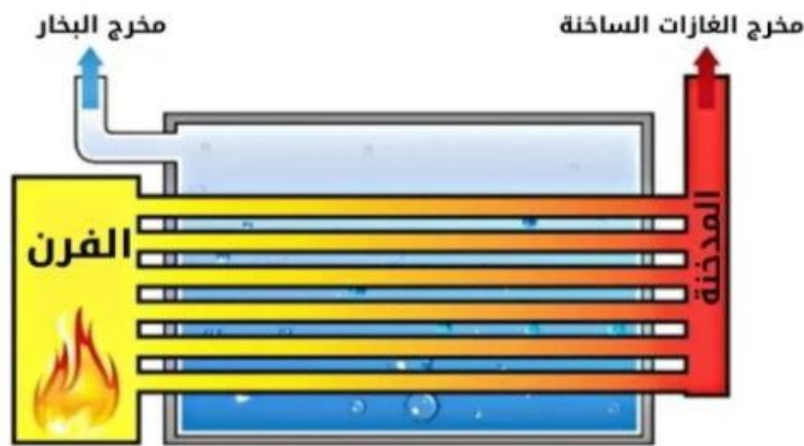 مخرج الغازات الساخنة
مخرج البخار
الفرن
المدخنة